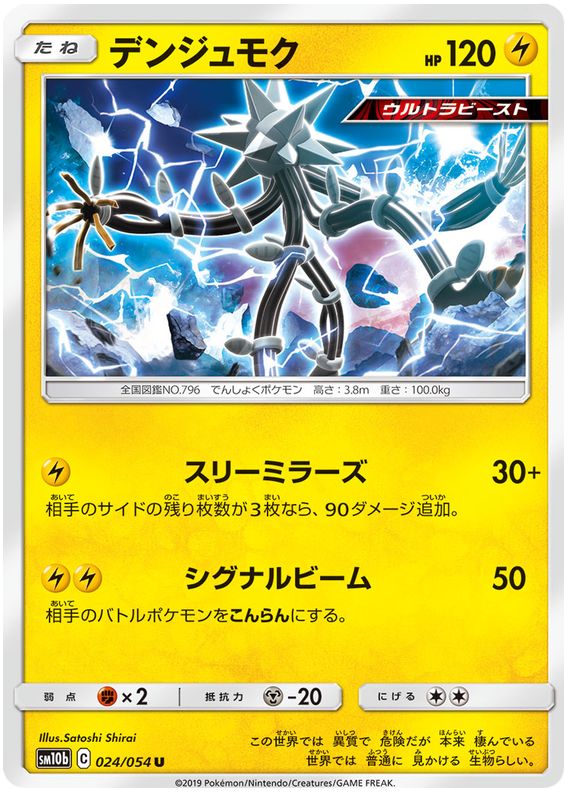 たね デンジュモク HP 120
ウルトラビースト
全国図鑑NO.796 でんしょくポケモン 高さ:3.8m 重さ:100.0kg
スリーミラーズ 30+
相手のサイドの残り枚数が3枚なら、90ダメージ追加。
シグナルビーム 50
相手のバトルポケモンをこんらんにする。
弱点 ×2 抵抗力 -20 にげる
Illus.Satoshi Shirai
sm10b C 024/054 U
この世界では 異質で 危険だが 本来 棲んでいる
世界では 普通に 見かける 生物らしい。
©2019 Pokémon/Nintendo/Creatures/GAME FREAK.